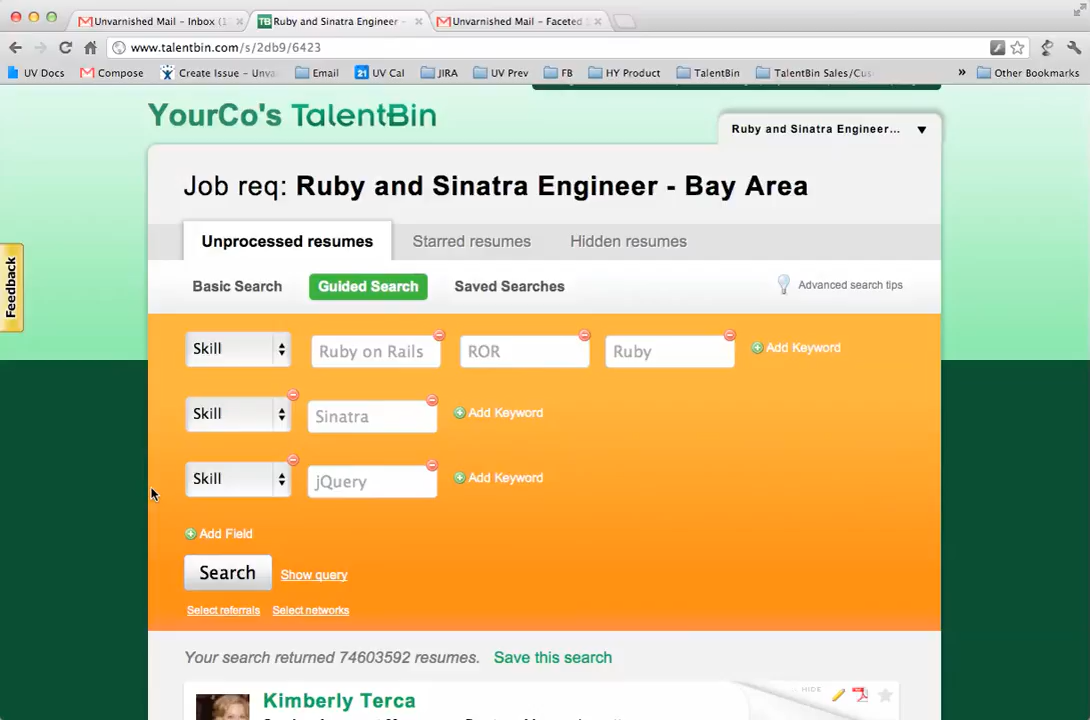 Unvarnished Mail - Inbox (1
Ruby and Sinatra Engineer -
Unvarnished Mail - Faceted
www.talentbin.com/s/2db9/6423
UV Docs
Compose
Create Issue - Unva
Email
21 UV Cal
JIRA
UV Prev
FB
HY Product
TalentBin
TalentBin Sales/Cus
»
Other Bookmarks
YourCo's TalentBin
Ruby and Sinatra Engineer...
Job req: Ruby and Sinatra Engineer - Bay Area
Unprocessed resumes
Starred resumes
Hidden resumes
Feedback
Basic Search
Guided Search
Saved Searches
Advanced search tips
Skill
Ruby on Rails
ROR
Ruby
Add Keyword
Skill
Sinatra
Add Keyword
Skill
jQuery
Add Keyword
Add Field
Search
Show query
Select referrals
Select networks
Your search returned 74603592 resumes.
Save this search
HIDE
Kimberly Terca